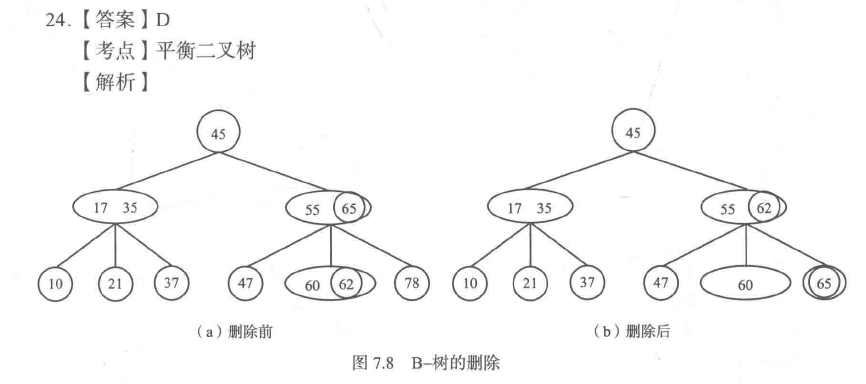 24.【答案】D
【考点】平衡二叉树
【解析】
45 45
17 35 55 65 17 35 55 62
10 21 37 47 60 62 78 10 21 37 47 60 65
(a)删除前 (b)删除后
图 7.8 B-树的删除